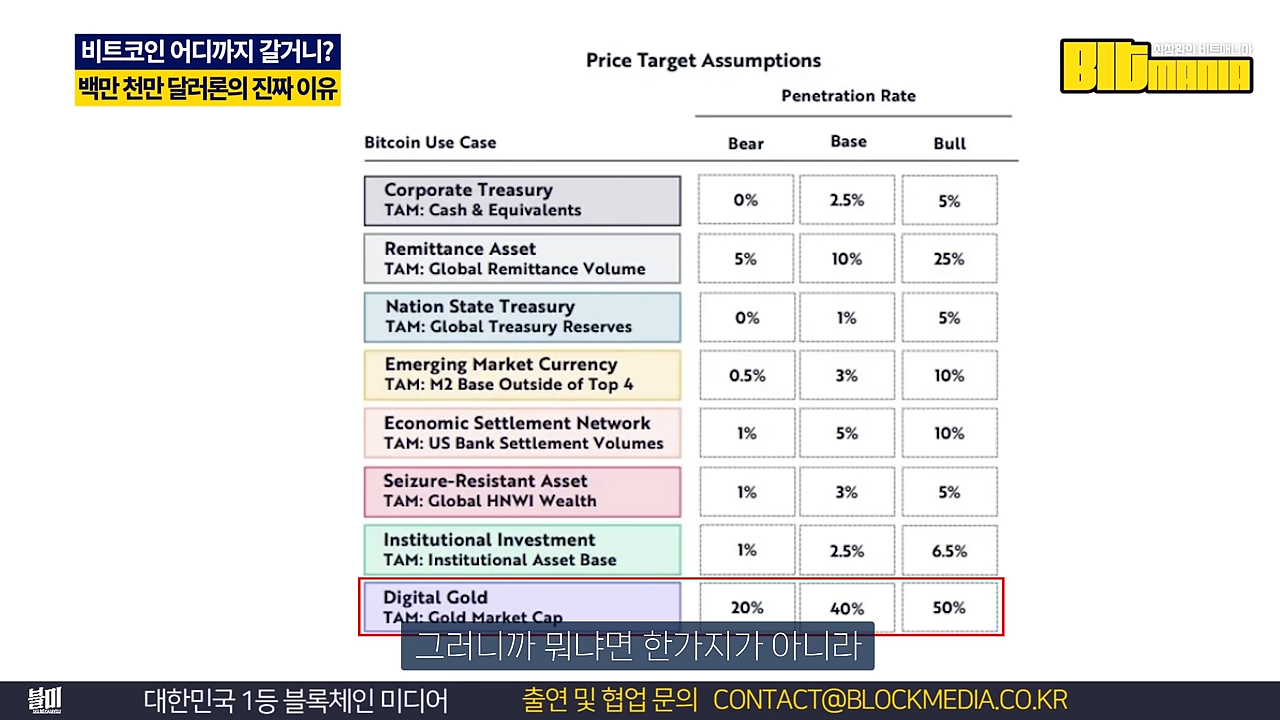 비트코인 어디까지 갈거니?
백만 천만 달러론의 진짜 이유
Price Target Assumptions
BIT MANIA
Penetration Rate
Bitcoin Use Case
Bear
Base
Bull
Corporate Treasury
TAM: Cash & Equivalents
0%
2.5%
5%
Remittance Asset
TAM: Global Remittance Volume
5%
10%
25%
Nation State Treasury
TAM: Global Treasury Reserves
0%
1%
5%
Emerging Market Currency
TAM: M2 Base Outside of Top 4
0.5%
3%
10%
Economic Settlement Network
TAM: US Bank Settlement Volumes
1%
5%
10%
Seizure-Resistant Asset
TAM: Global HNWI Wealth
1%
3%
5%
Institutional Investment
TAM: Institutional Asset Base
1%
2.5%
6.5%
Digital Gold
TAM: Gold Market Cap
20%
40%
50%
그러니까 뭐냐면 한가지가 아니라
블미
대한민국 1등 블록체인 미디어
출연 및 협업 문의 CONTACT@BLOCKMEDIA.CO.KR